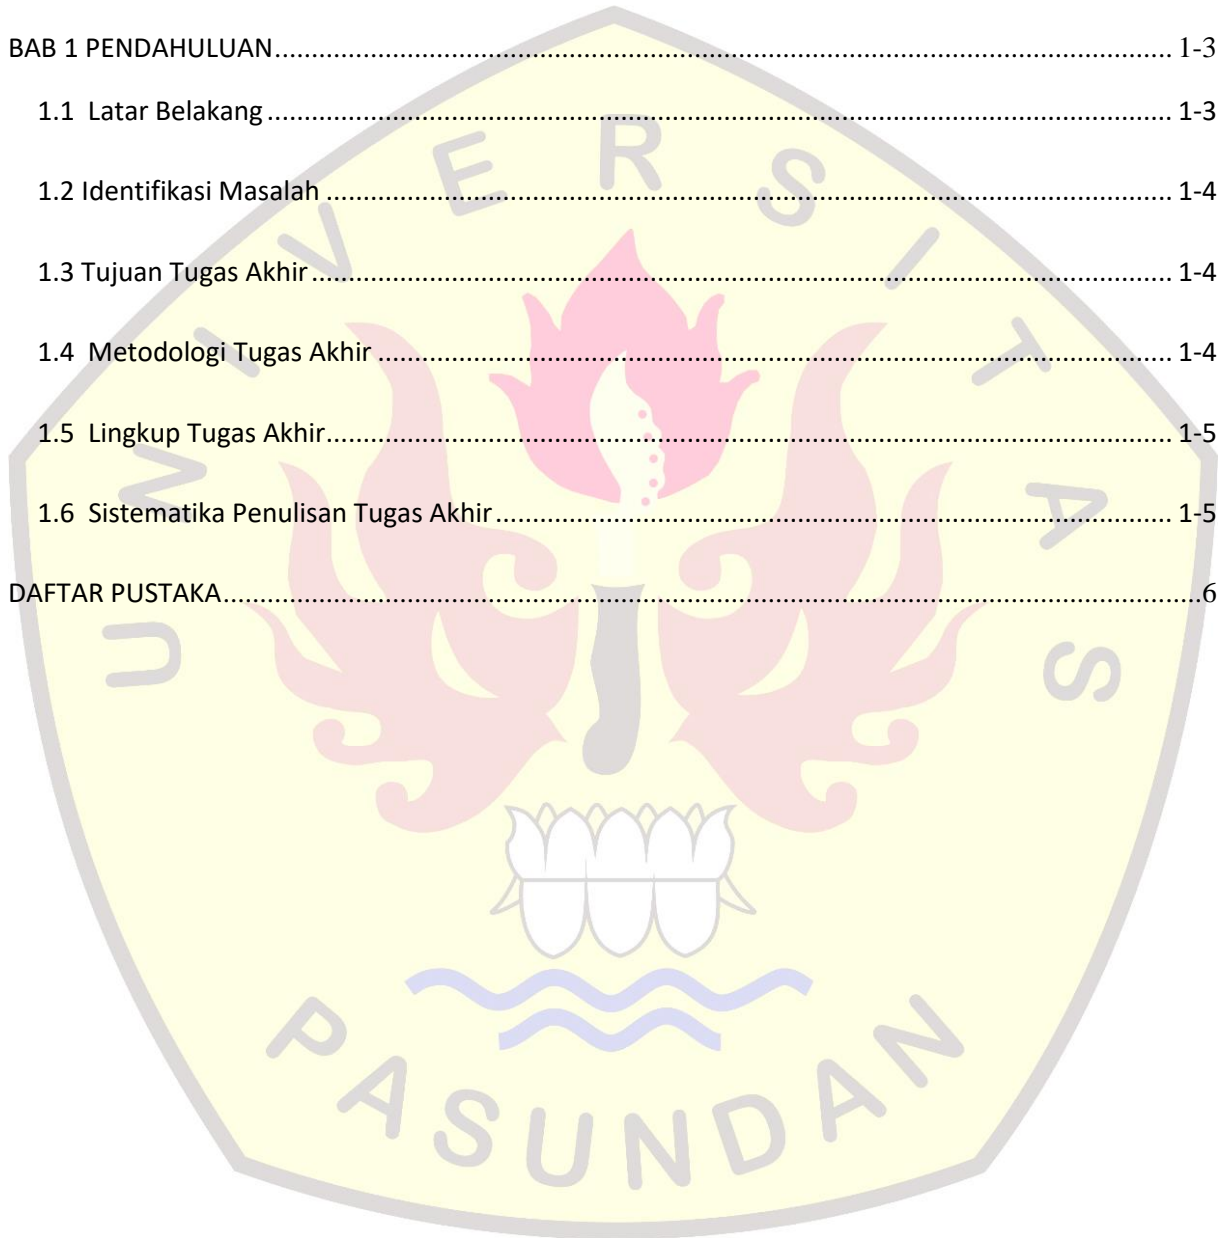 BAB 1 PENDAHULUAN.......................................................................................................................... 1-3
1.1 Latar Belakang .......................................................................................................................... 1-3
1.2 Identifikasi Masalah .................................................................................................................. 1-4
1.3 Tujuan Tugas Akhir .................................................................................................................... 1-4
1.4 Metodologi Tugas Akhir ............................................................................................................ 1-4
1.5 Lingkup Tugas Akhir.................................................................................................................. 1-5
1.6 Sistematika Penulisan Tugas Akhir ............................................................................................ 1-5
DAFTAR PUSTAKA..................................................................................................................................6
UNIVERSITAS
PASUNDAN